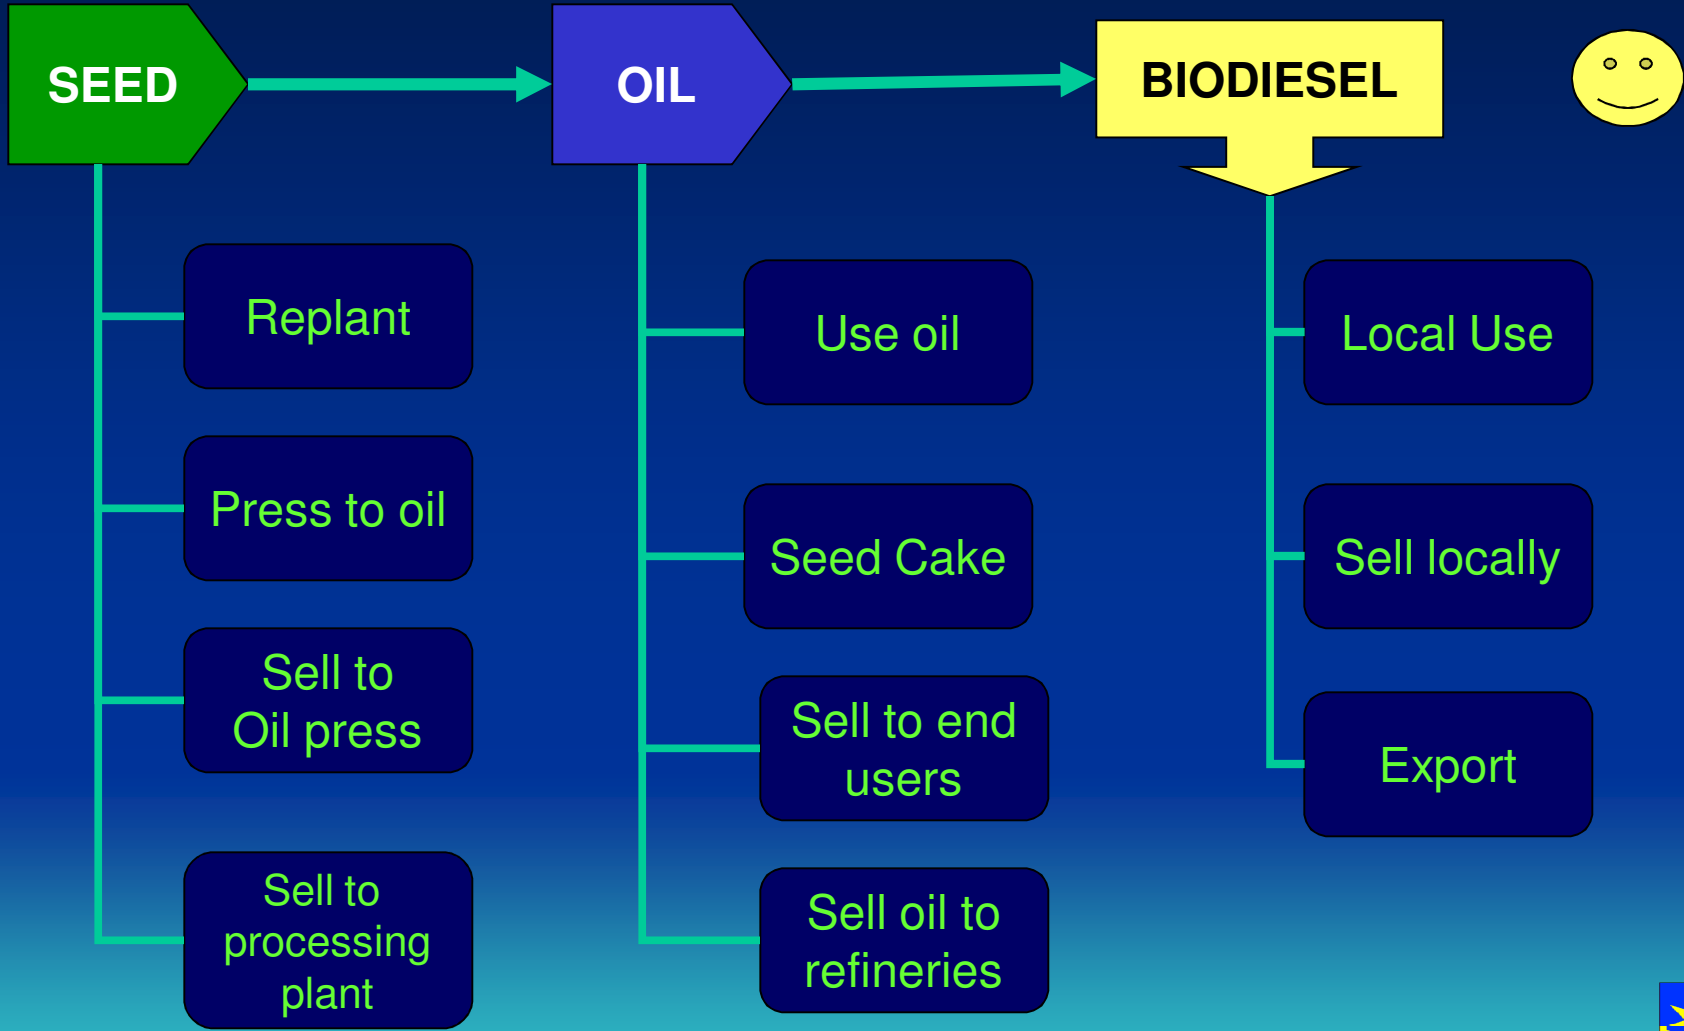 SEED
OIL
BIODIESEL
Replant
Press to oil
Sell to
Oil press
Sell to
processing
plant
Use oil
Seed Cake
Sell to end
users
Sell oil to
refineries
Local Use
Sell locally
Export